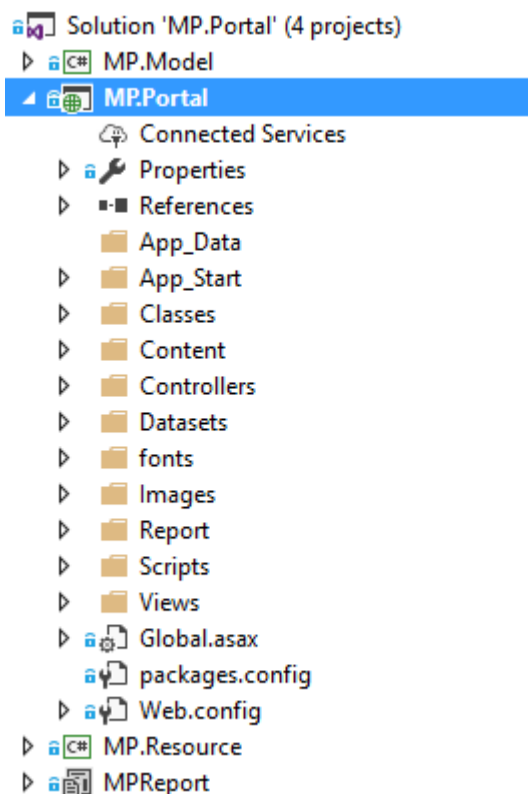 Solution 'MP.Portal' (4 projects)
C# MP.Model
MP.Portal
Connected Services
Properties
References
App_Data
App_Start
Classes
Content
Controllers
Datasets
fonts
Images
Report
Scripts
Views
Global.asax
packages.config
Web.config
C# MP.Resource
MPReport